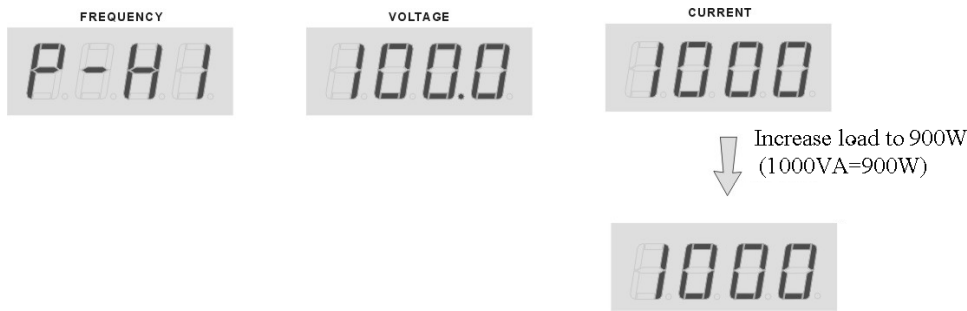 FREQUENCY
VOLTAGE
CURRENT
P-H1
100.0
1000
Increase load to 900W
(1000VA=900W)
1000